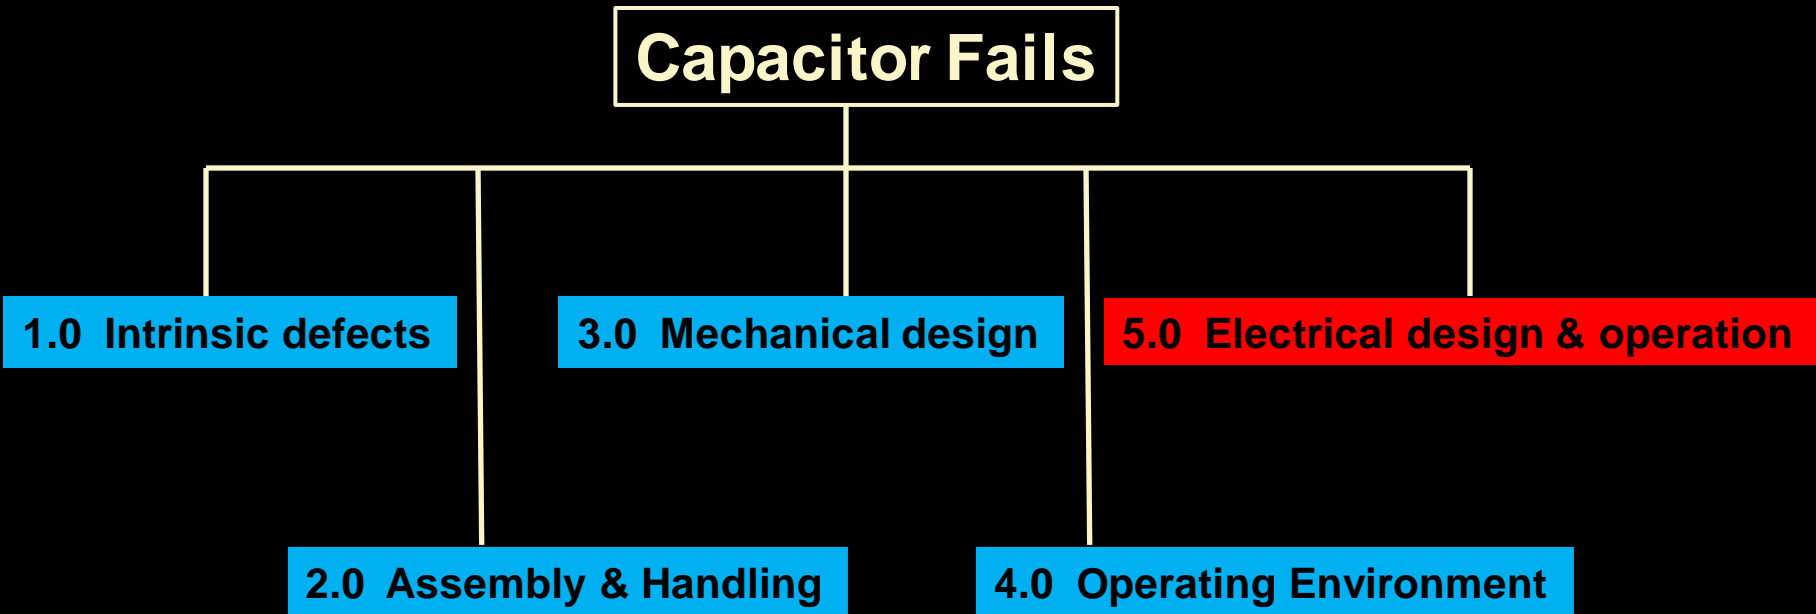 Capacitor Fails
1.0 Intrinsic defects
3.0 Mechanical design
5.0 Electrical design & operation
2.0 Assembly & Handling
4.0 Operating Environment